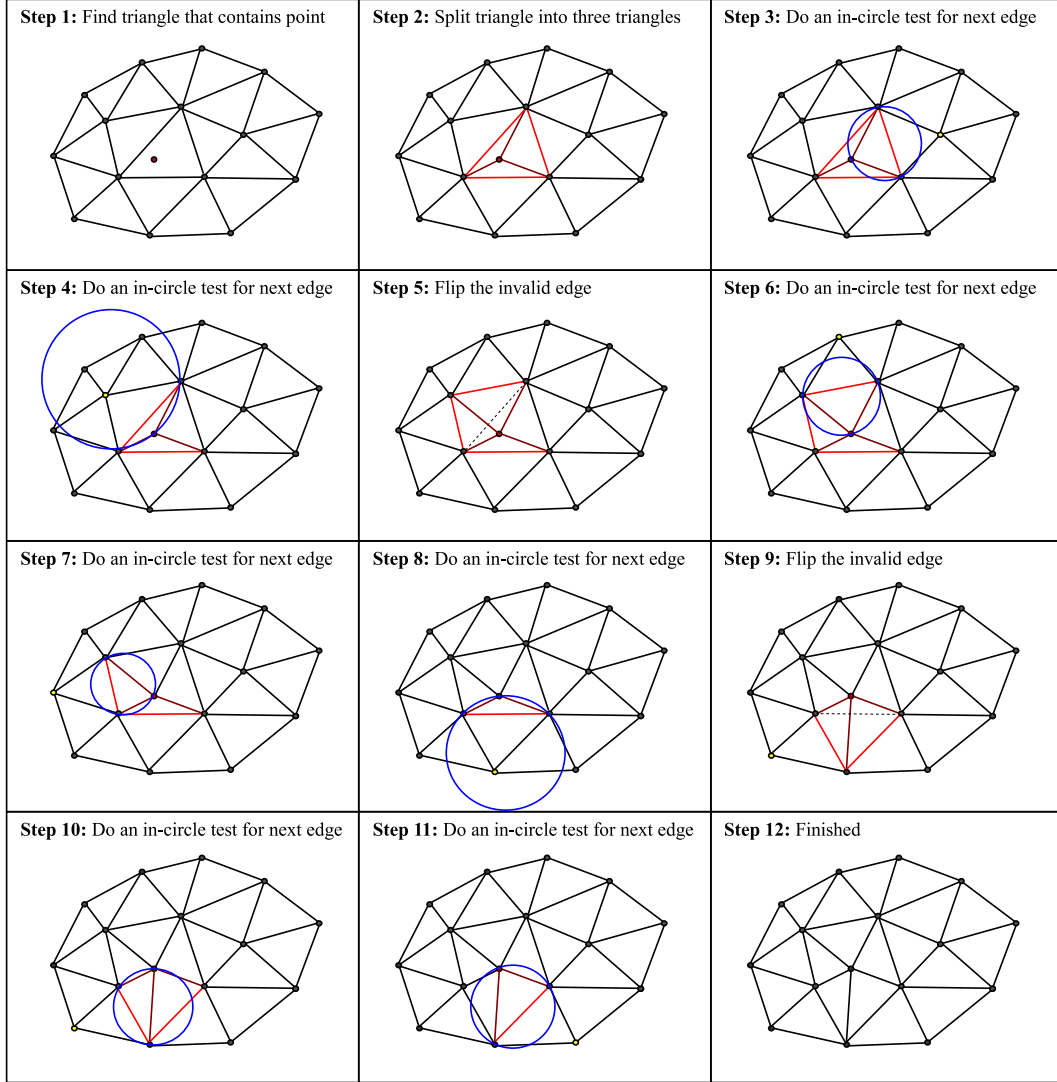 Step 1: Find triangle that contains point
Step 2: Split triangle into three triangles
Step 3: Do an in-circle test for next edge
Step 4: Do an in-circle test for next edge
Step 5: Flip the invalid edge
Step 6: Do an in-circle test for next edge
Step 7: Do an in-circle test for next edge
Step 8: Do an in-circle test for next edge
Step 9: Flip the invalid edge
Step 10: Do an in-circle test for next edge
Step 11: Do an in-circle test for next edge
Step 12: Finished